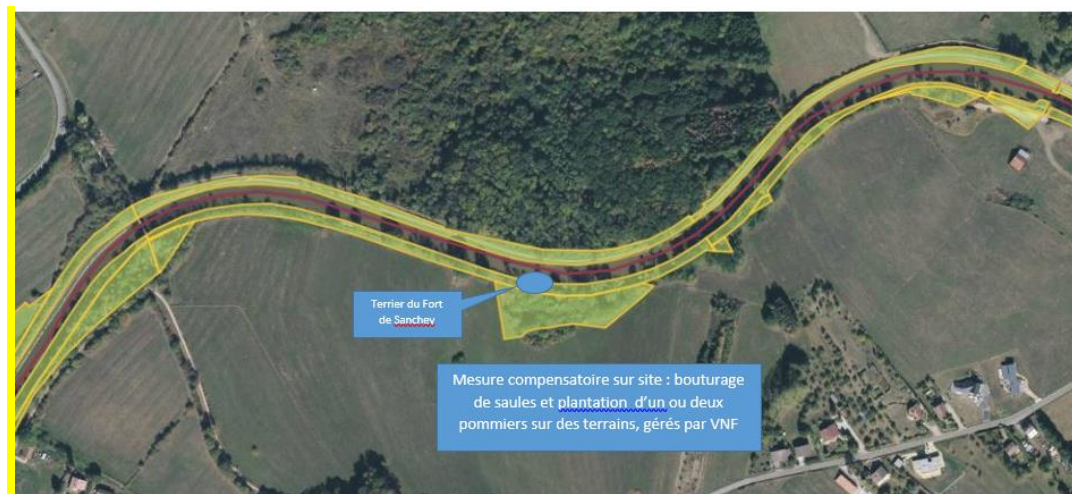 Terrier du Fort
de Sanchey
Mesure compensatoire sur site : bouturage
de saules et plantation d’un ou deux
pommiers sur des terrains, gérés par VNF